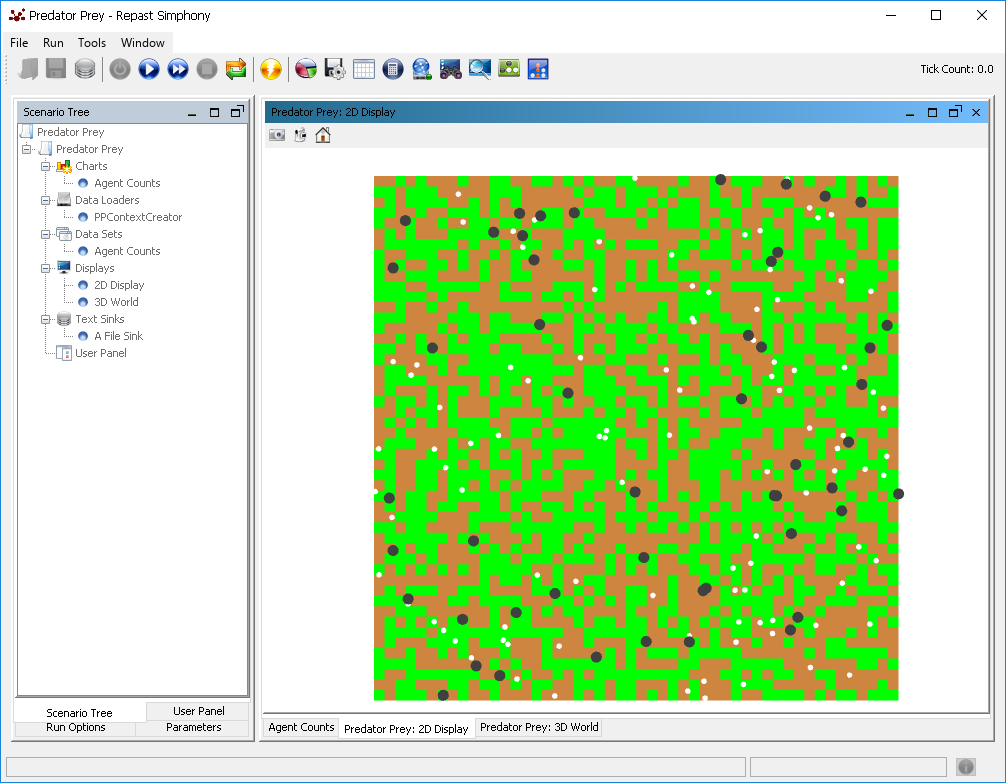 Predator Prey - Repast Simphony
File Run Tools Window
Tick Count: 0.0
Scenario Tree
Predator Prey
Predator Prey
Charts
Agent Counts
Data Loaders
PPContextCreator
Data Sets
Agent Counts
Displays
2D Display
3D World
Text Sinks
A File Sink
User Panel
Scenario Tree
User Panel
Run Options
Parameters
Predator Prey: 2D Display
Agent Counts
Predator Prey: 2D Display
Predator Prey: 3D World